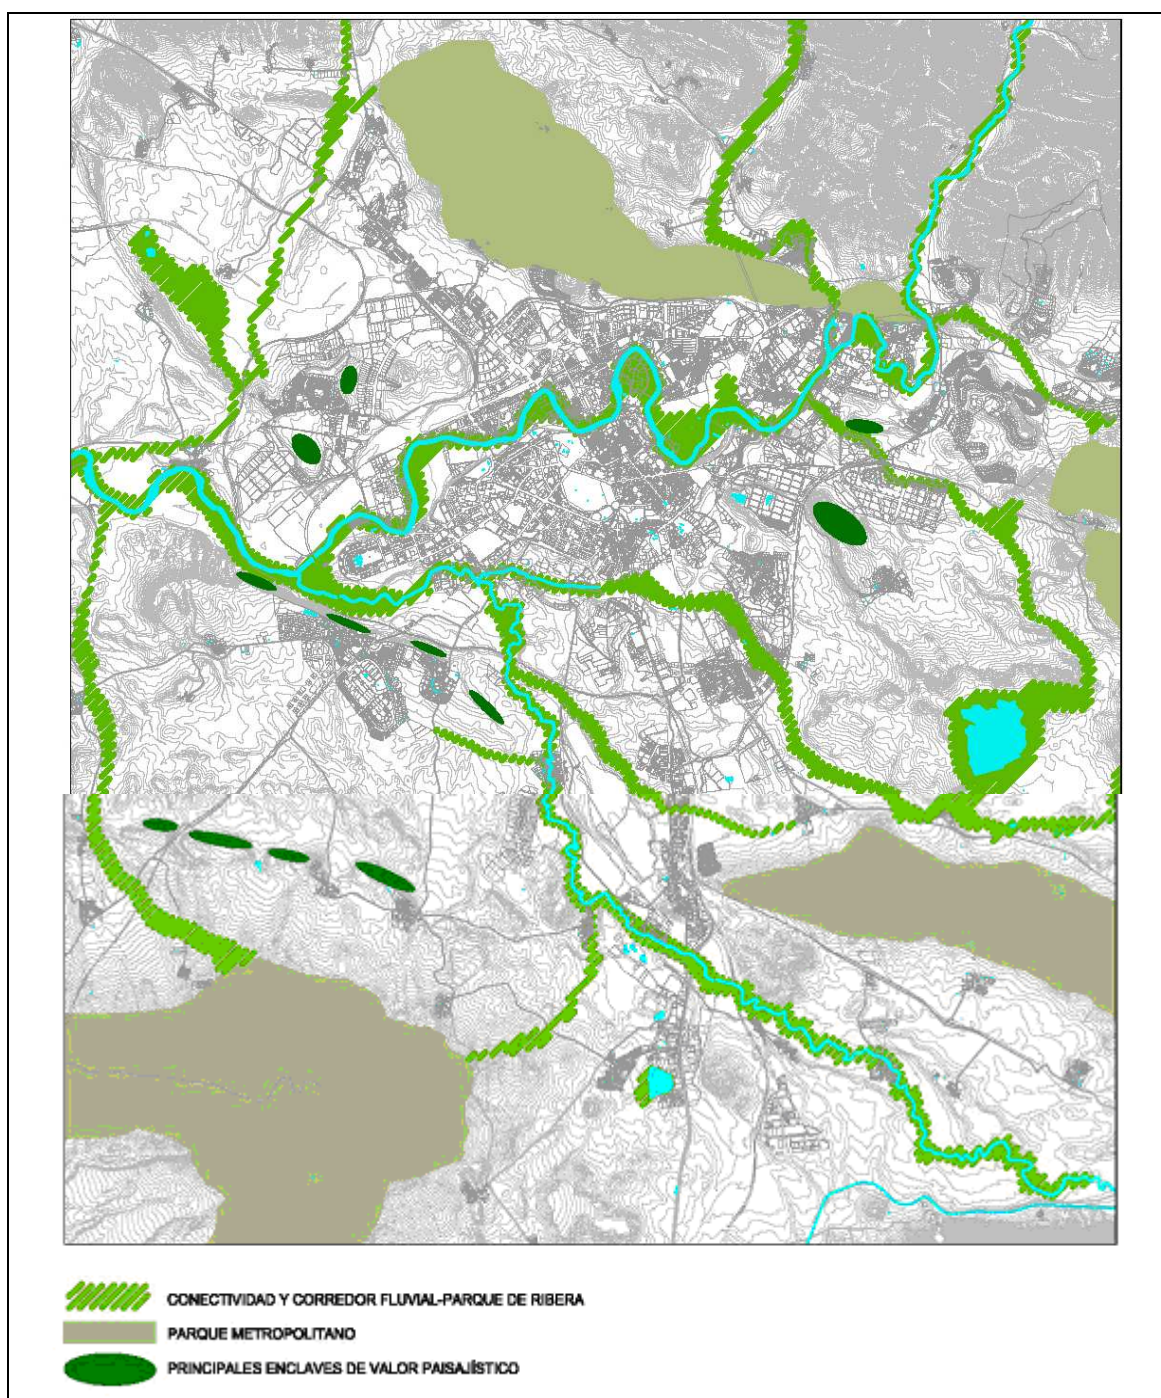 CONECTIVIDAD Y CORREDOR FLUVIAL-PARQUE DE RIBERA
PARQUE METROPOLITANO
PRINCIPALES ENCLAVES DE VALOR PAISAJÍSTICO